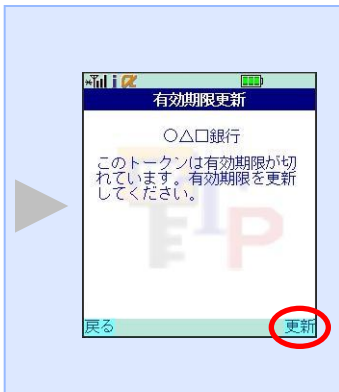 有効期限更新
○△□銀行
このトークンは有効期限が切
れています。有効期限を更新
してください。
TIP
戻る 更新